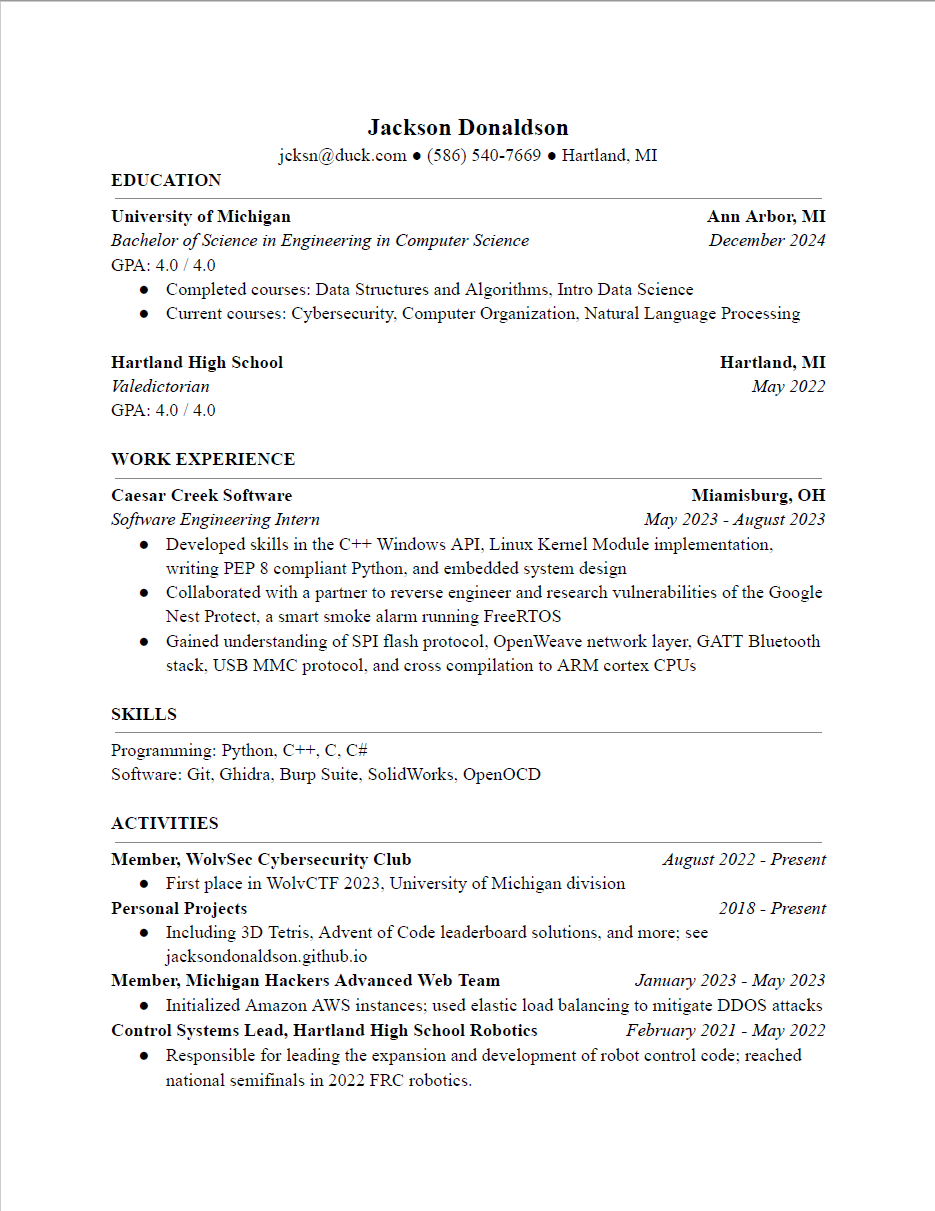 Jackson Donaldson
jcksn@duck.com ● (586) 540-7669 ● Hartland, MI
EDUCATION
University of Michigan Ann Arbor, MI
Bachelor of Science in Engineering in Computer Science December 2024
GPA: 4.0 / 4.0
● Completed courses: Data Structures and Algorithms, Intro Data Science
● Current courses: Cybersecurity, Computer Organization, Natural Language Processing
Hartland High School Hartland, MI
Valedictorian May 2022
GPA: 4.0 / 4.0
WORK EXPERIENCE
Caesar Creek Software Miamisburg, OH
Software Engineering Intern May 2023 - August 2023
● Developed skills in the C++ Windows API, Linux Kernel Module implementation,
writing PEP 8 compliant Python, and embedded system design
● Collaborated with a partner to reverse engineer and research vulnerabilities of the Google
Nest Protect, a smart smoke alarm running FreeRTOS
● Gained understanding of SPI flash protocol, OpenWeave network layer, GATT Bluetooth
stack, USB MMC protocol, and cross compilation to ARM cortex CPUs
SKILLS
Programming: Python, C++, C, C#
Software: Git, Ghidra, Burp Suite, SolidWorks, OpenOCD
ACTIVITIES
Member, WolvSec Cybersecurity Club August 2022 - Present
● First place in WolvCTF 2023, University of Michigan division
Personal Projects 2018 - Present
● Including 3D Tetris, Advent of Code leaderboard solutions, and more; see
jacksondonaldson.github.io
Member, Michigan Hackers Advanced Web Team January 2023 - May 2023
● Initialized Amazon AWS instances; used elastic load balancing to mitigate DDOS attacks
Control Systems Lead, Hartland High School Robotics February 2021 - May 2022
● Responsible for leading the expansion and development of robot control code; reached
national semifinals in 2022 FRC robotics.